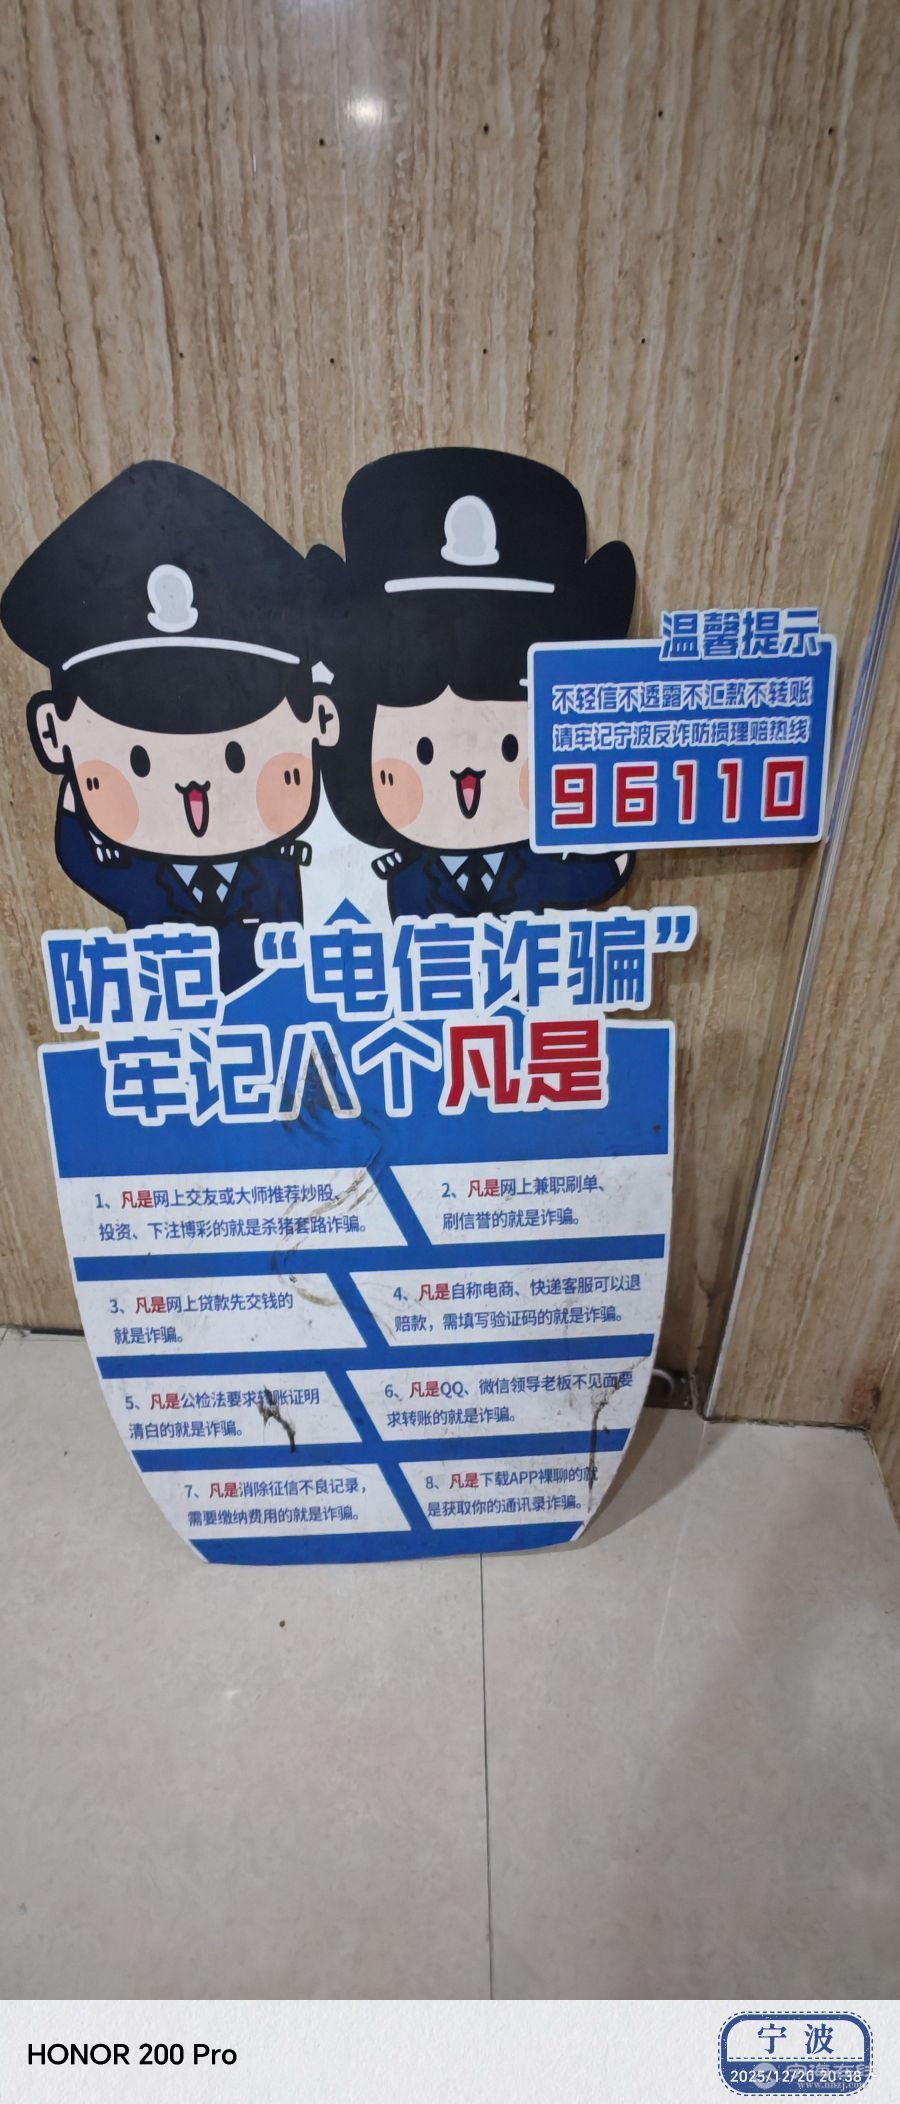 温馨提示
不轻信不透露不汇款不转账
请牢记宁波反诈防损理赔热线
96110
防范“电信诈骗”
牢记八个凡是
1、凡是网上交友或大师推荐炒股、
投资、下注博彩的就是杀猪套路诈骗。
2、凡是网上兼职刷单、
刷信誉的就是诈骗。
3、凡是网上贷款先交钱的
就是诈骗。
4、凡是自称电商、快递客服可以退
赔款，需填写验证码的就是诈骗。
5、凡是公检法要求转账证明
清白的就是诈骗。
6、凡是QQ、微信领导老板不见面要
求转账的就是诈骗。
7、凡是消除征信不良记录，
需要缴纳费用的就是诈骗。
8、凡是下载APP裸聊的就
是获取你的通讯录诈骗。
HONOR 200 Pro
宁波
2025/12/20 20:38